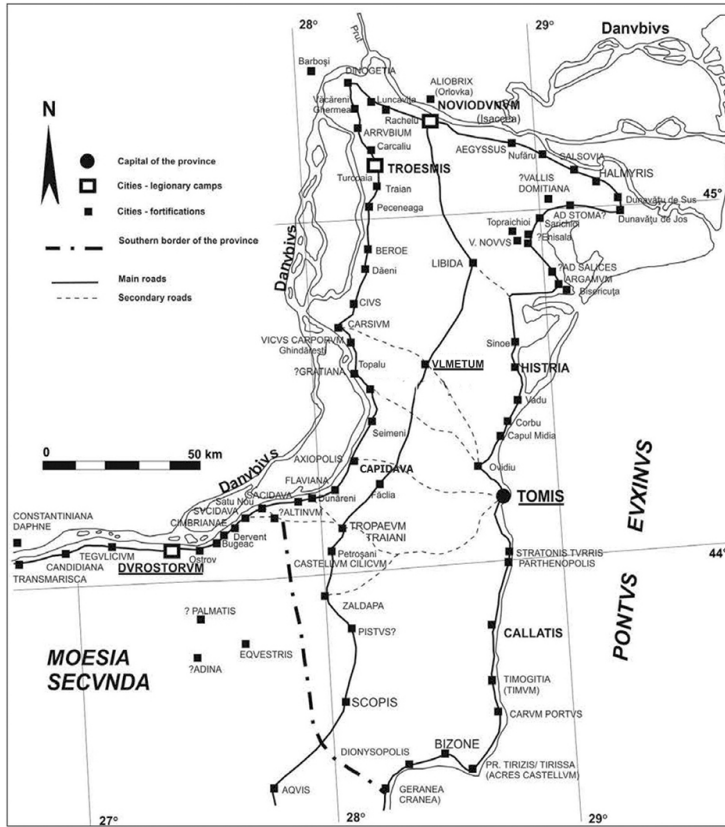 28°
29°
Danvbivs
Prut
Barboşi
DINOGETIA
ALIOBRIX
(Orlovka)
Luncaviţa
Văcăreni
Ghermea
NOVIODVNVM
(Isaccea)
Rachelu
N
ARRVBIUM
Carcaliu
AEGYSSUS
Nufăru
SALSOVIA
HALMYRIS
Capital of the province
TROESMIS
Turcoaia
Traian
?VALLIS
DOMITIANA
Cities - legionary camps
Dunavăţu de Sus
45°
Peceneaga
AD STOMA?
Dunavăţu de Jos
Cities - fortifications
Topraichioi
Sarichioi
?Enisala
V. NOVVS
Southern border of the province
BEROE
Dăeni
Danvbivs
LIBIDA
?AD SALICES
ARGAMVM
Bisericuţa
Main roads
Secondary roads
CIVS
CARSIVM
VICVS CARPORVM
Ghindăreşti
Sinoe
Topalu
VLMETUM
HISTRIA
?GRATIANA
Vadu
Corbu
Seimeni
Capul Midia
0
50 km
AXIOPOLIS
CAPIDAVA
Ovidiu
Danvbivs
FLAVIANA
Făclia
TOMIS
EVXINVS
SACIDAVA
Dunăreni
Satu Nou
SVCIDAVA
?ALTINVM
CIMBRIANAE
CONSTANTINIANA
DAPHNE
TROPAEVM
TRAIANI
Dervent
Bugeac
TEGVLICIVM
Ostrov
Petroşani
CASTELLVM CILICVM
STRATONIS TVRRIS
PARTHENOPOLIS
44°
CANDIDIANA
TRANSMARISCA
DVROSTORVM
ZALDAPA
? PALMATIS
PISTVS?
CALLATIS
PONTVS
EQVESTRIS
?ADINA
MOESIA
SECVNDA
TIMOGITIA
(TIMVM)
SCOPIS
CARVM PORTVS
BIZONE
DIONYSOPOLIS
PR. TIRIZIS/ TIRISSA
(ACRES CASTELLVM)
AQVIS
GERANEA
CRANEA)
27°
28°
29°